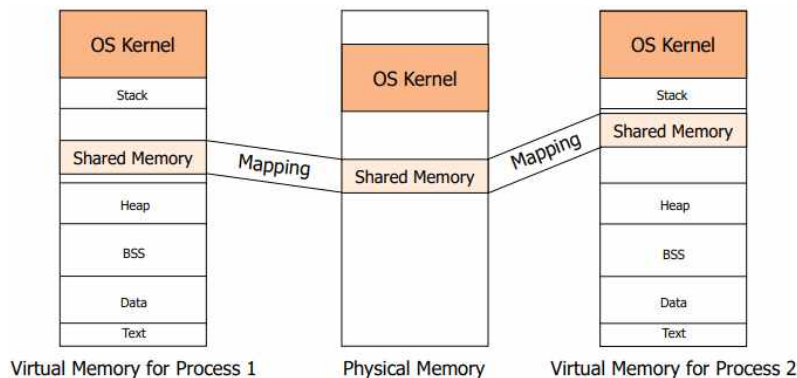 OS Kernel
Stack
Shared Memory
Heap
BSS
Data
Text
Virtual Memory for Process 1
Mapping
OS Kernel
Shared Memory
Physical Memory
Mapping
OS Kernel
Stack
Shared Memory
Heap
BSS
Data
Text
Virtual Memory for Process 2